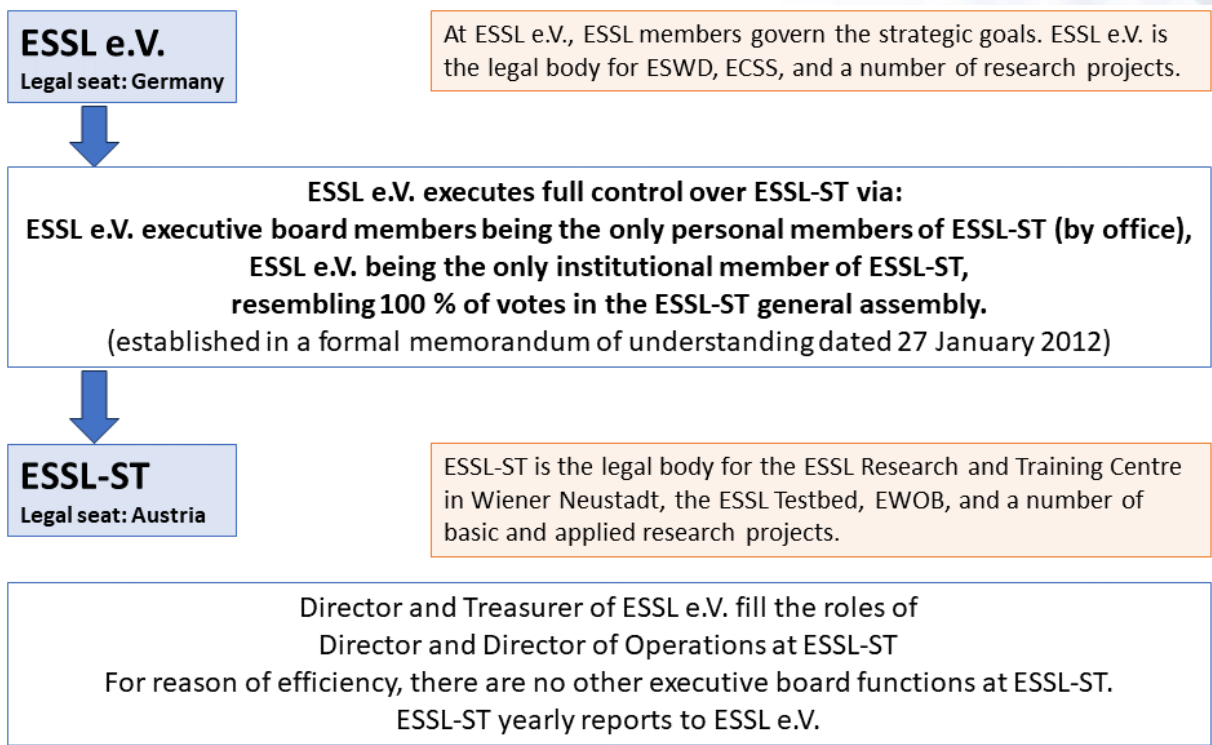 ESSL e.V.
Legal seat: Germany
At ESSL e.V., ESSL members govern the strategic goals. ESSL e.V. is
the legal body for ESWD, ECSS, and a number of research projects.
ESSL e.V. executes full control over ESSL-ST via:
ESSL e.V. executive board members being the only personal members of ESSL-ST (by office),
ESSL e.V. being the only institutional member of ESSL-ST,
resembling 100 % of votes in the ESSL-ST general assembly.
(established in a formal memorandum of understanding dated 27 January 2012)
ESSL-ST
Legal seat: Austria
ESSL-ST is the legal body for the ESSL Research and Training Centre
in Wiener Neustadt, the ESSL Testbed, EWOB, and a number of
basic and applied research projects.
Director and Treasurer of ESSL e.V. fill the roles of
Director and Director of Operations at ESSL-ST
For reason of efficiency, there are no other executive board functions at ESSL-ST.
ESSL-ST yearly reports to ESSL e.V.